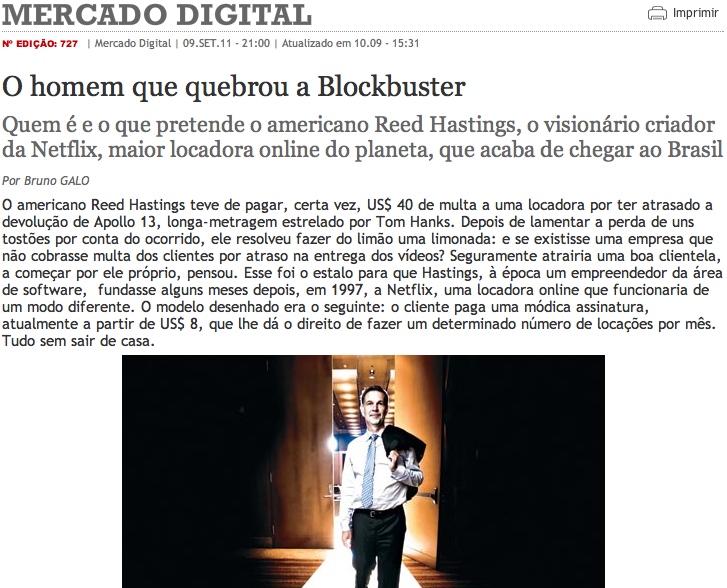 MERCADO DIGITAL
Imprimir
Nº EDIÇÃO: 727 | Mercado Digital | 09.SET.11 - 21:00 | Atualizado em 10.09 - 15:31
O homem que quebrou a Blockbuster
Quem é e o que pretende o americano Reed Hastings, o visionário criador
da Netflix, maior locadora online do planeta, que acaba de chegar ao Brasil
Por Bruno GALO
O americano Reed Hastings teve de pagar, certa vez, US$ 40 de multa a uma locadora por ter atrasado a
devolução de Apollo 13, longa-metragem estrelado por Tom Hanks. Depois de lamentar a perda de uns
tostões por conta do ocorrido, ele resolveu fazer do limão uma limonada: e se existisse uma empresa que
não cobrasse multa dos clientes por atraso na entrega dos vídeos? Seguramente atrairia uma boa clientela,
a começar por ele próprio, pensou. Esse foi o estalo para que Hastings, à época um empreendedor da área
de software,  fundasse alguns meses depois, em 1997, a Netflix, uma locadora online que funcionaria de
um modo diferente. O modelo desenhado era o seguinte: o cliente paga uma módica assinatura,
atualmente a partir de US$ 8, que lhe dá o direito de fazer um determinado número de locações por mês.
Tudo sem sair de casa.